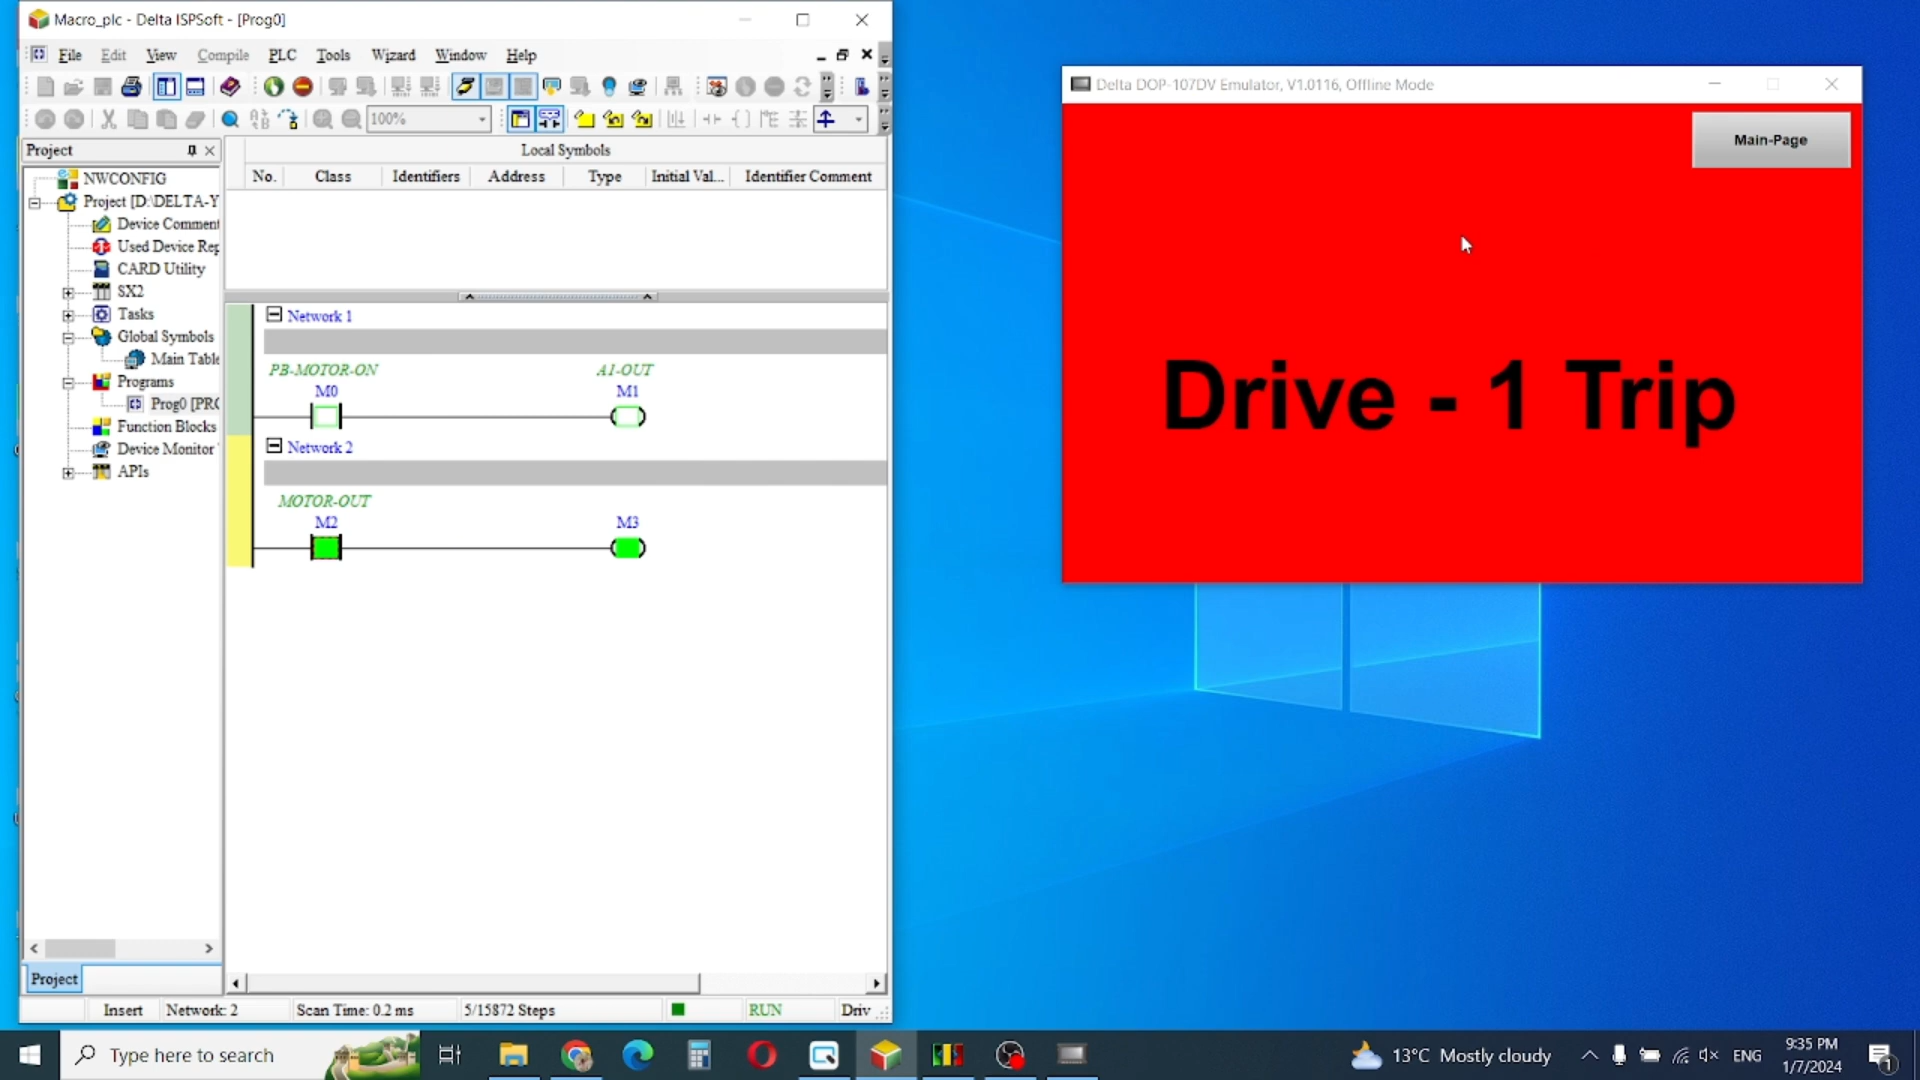 Macro_plc - Delta ISPSoft - [Prog0]
File Edit View Compile PLC Tools Wizard Window Help
100%
Project
NWCONFIG
Project [D:\DELTA-Y
Device Comment
Used Device Rep
CARD Utility
SX2
Tasks
Global Symbols
Main Table
Programs
Prog0 [PRC
Function Blocks
Device Monitor
APIs
Project
Local Symbols
No. Class Identifiers Address Type Initial Val... Identifier Comment
Network 1
PB-MOTOR-ON A1-OUT
M0 M1
Network 2
MOTOR-OUT
M2 M3
Insert Network: 2 Scan Time: 0.2 ms 5/15872 Steps RUN Driv
Delta DOP-107DV Emulator, V1.0116, Offline Mode
Main-Page
Drive - 1 Trip
Type here to search
13°C Mostly cloudy
ENG
9:35 PM
1/7/2024
1